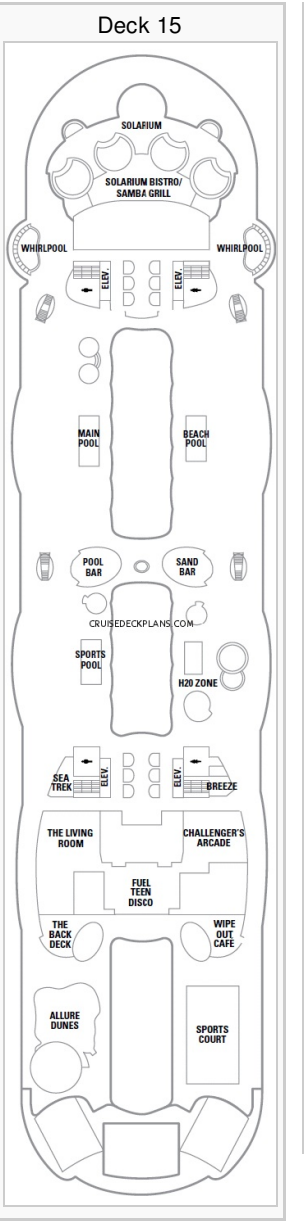 Deck 15
SOLARIUM
SOLARIUM BISTRO/
SAMBA GRILL
WHIRLPOOL
WHIRLPOOL
ELEV.
ELEV.
MAIN
POOL
BEACH
POOL
POOL
BAR
SAND
BAR
CRUISEDECKPLANS.COM
SPORTS
POOL
H20 ZONE
SEA
TREK
ELEV.
ELEV.
BREEZE
THE LIVING
ROOM
CHALLENGER'S
ARCADE
FUEL
TEEN
DISCO
THE
BACK
DECK
WIPE
OUT
CAFÉ
ALLURE
DUNES
SPORTS
COURT